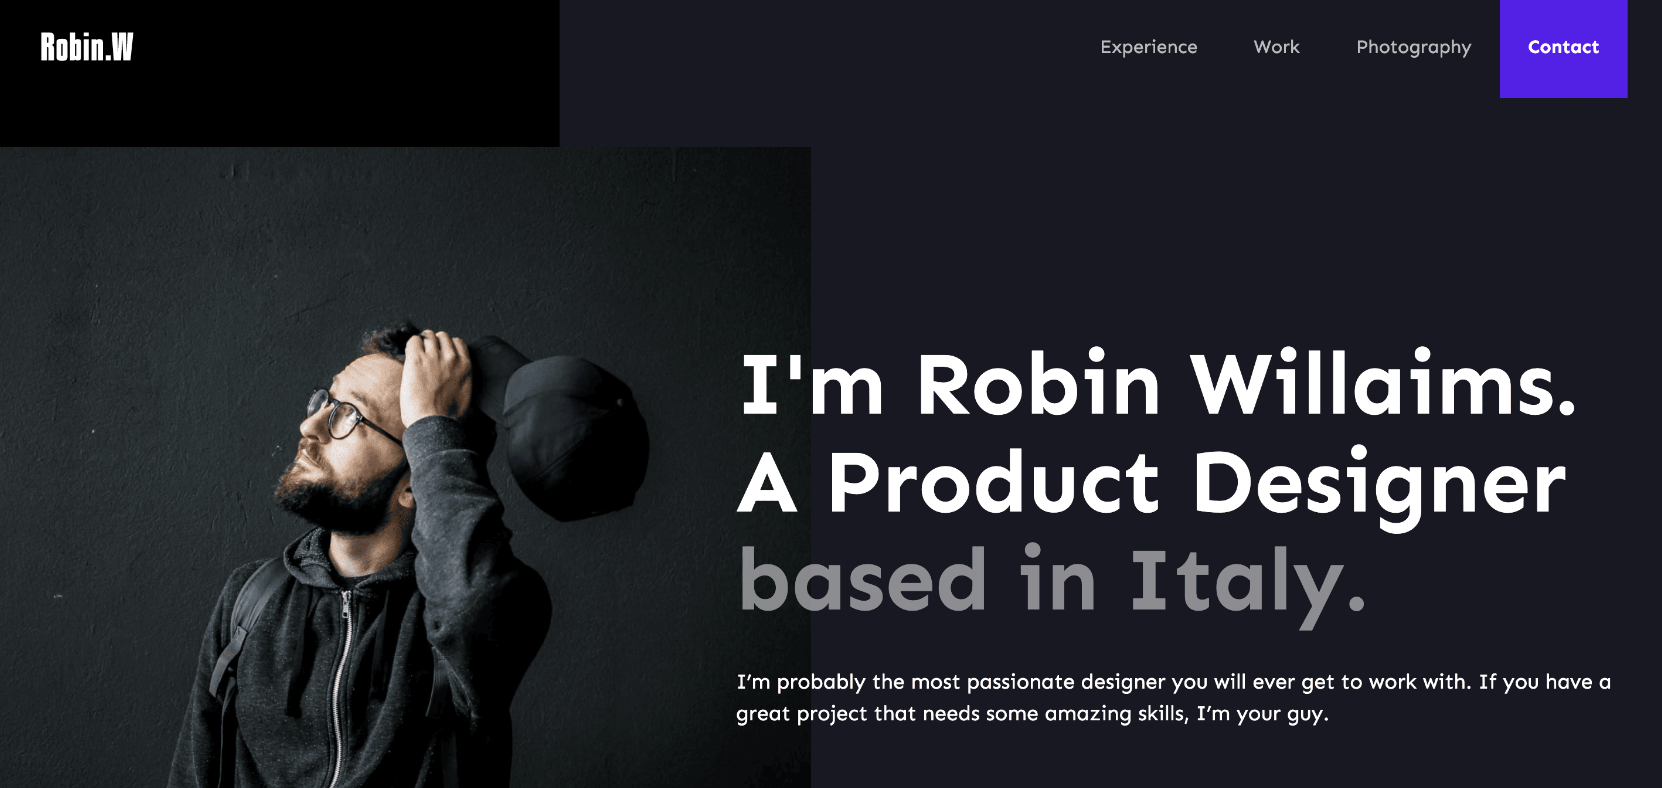 Robin.W
Experience Work Photography Contact
I'm Robin Willaims.
A Product Designer
based in Italy.
I’m probably the most passionate designer you will ever get to work with. If you have a
great project that needs some amazing skills, I’m your guy.